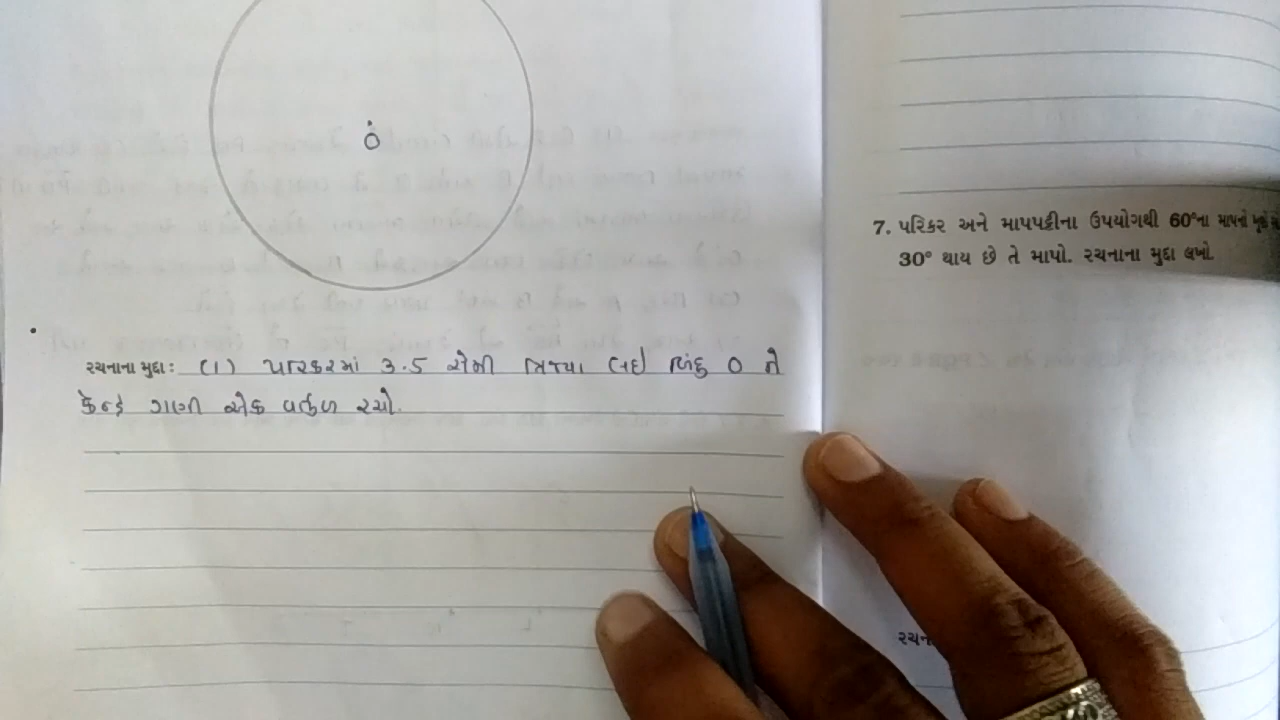 O
રચનાના મુદ્દા: (1) પરિકરમાં 3.5 સેમી ત્રિજ્યા લઇ બિંદુ O ને
કેન્દ્ર ગણી એક વર્તુળ રચો.
7. પરિકર અને માપપટ્ટીના ઉપયોગથી 60°ના માપનો
30° થાય છે તે માપો. રચનાના મુદ્દા લખો.